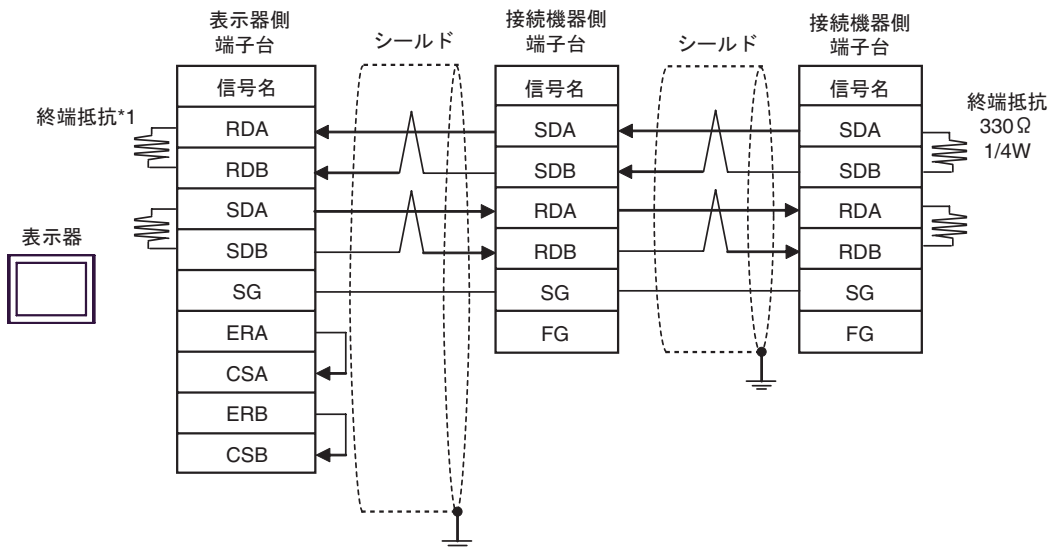 表示器側
端子台
シールド
接続機器側
端子台
シールド
接続機器側
端子台
信号名
信号名
信号名
終端抵抗*1
RDA
RDB
SDA
SDB
SG
ERA
CSA
ERB
CSB
SDA
SDB
RDA
RDB
SG
FG
SDA
SDB
RDA
RDB
SG
FG
終端抵抗
330Ω
1/4W
表示器